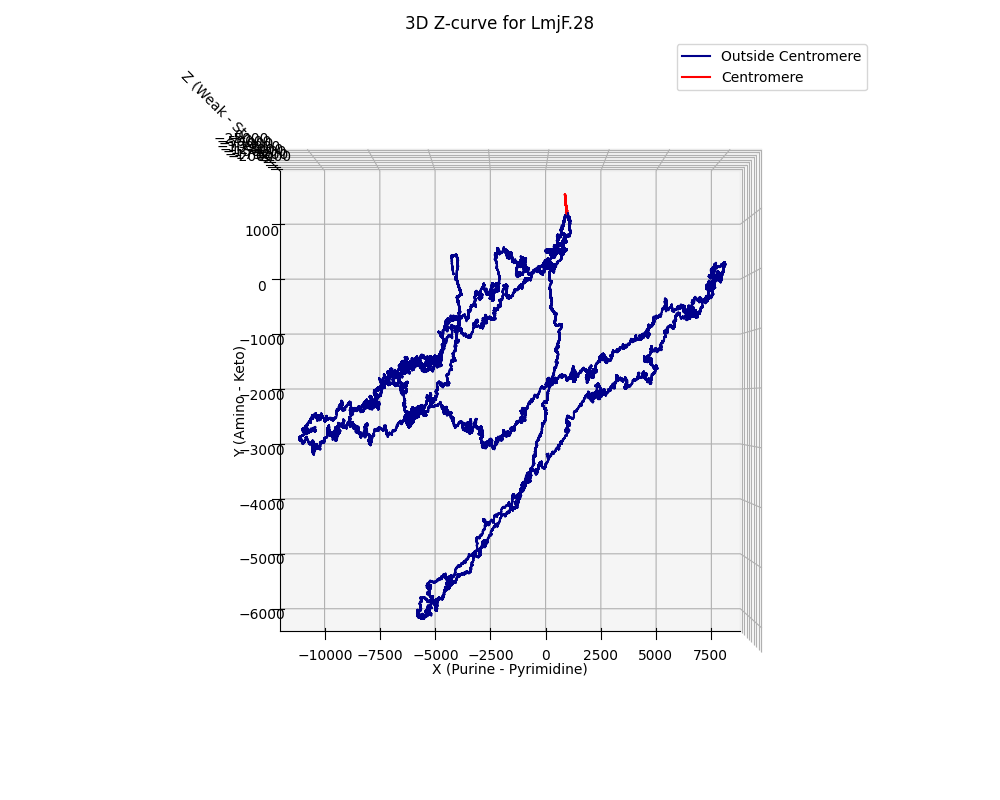 3D Z-curve for LmjF.28
Outside Centromere
Centromere
Z (Weak -
1000
0
−1000
−2000
−3000
−4000
−5000
−6000
Y (Amino - Keto)
−10000 −7500 −5000 −2500 0 2500 5000 7500
X (Purine - Pyrimidine)